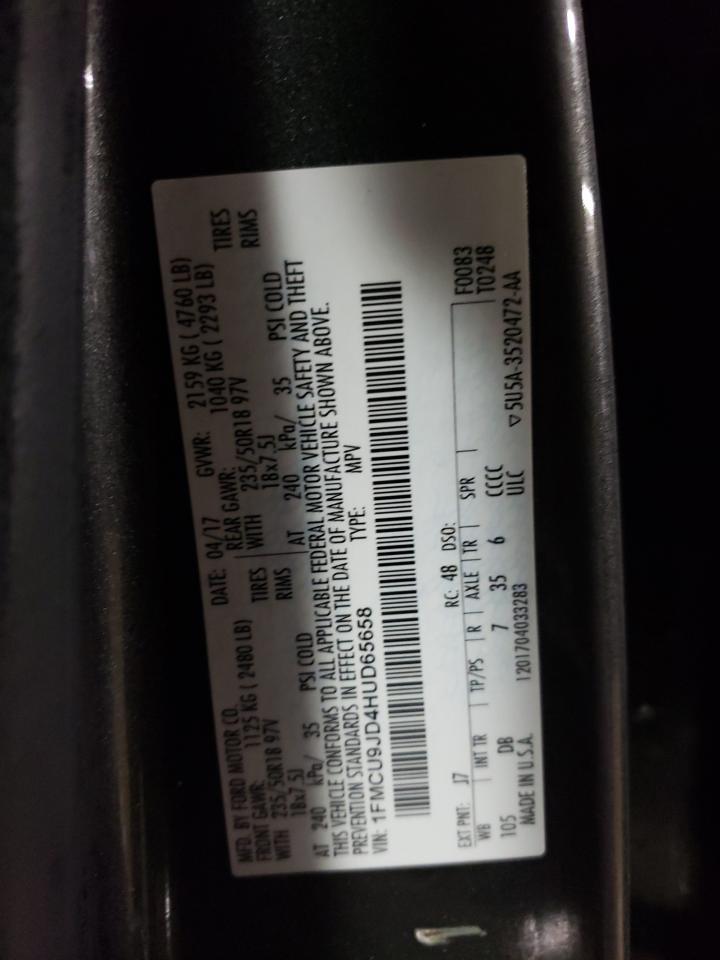 MFD. BY FORD MOTOR CO. DATE: 04/17 GVWR: 2159 KG ( 4760 LB)
FRONT GAWR: 1125 KG ( 2480 LB) REAR GAWR: 1040 KG ( 2293 LB)
WITH 235/50R18 97V TIRES WITH 235/50R18 97V TIRES
18x7.5J RIMS 18x7.5J RIMS
AT 240 kPa/ 35 PSI COLD AT 240 kPa/ 35 PSI COLD
THIS VEHICLE CONFORMS TO ALL APPLICABLE FEDERAL MOTOR VEHICLE SAFETY AND THEFT
PREVENTION STANDARDS IN EFFECT ON THE DATE OF MANUFACTURE SHOWN ABOVE.
VIN: 1FMCU9JD4HUD65658 TYPE: MPV
EXT PNT: J7 RC: 48 DSO: F0083
WB INT TR TP/PS R AXLE TR SPR T0248
105 DB 7 35 6 CCCC
MADE IN U.S.A. 1201704033283 ULC ▽5U5A-3520472-AA